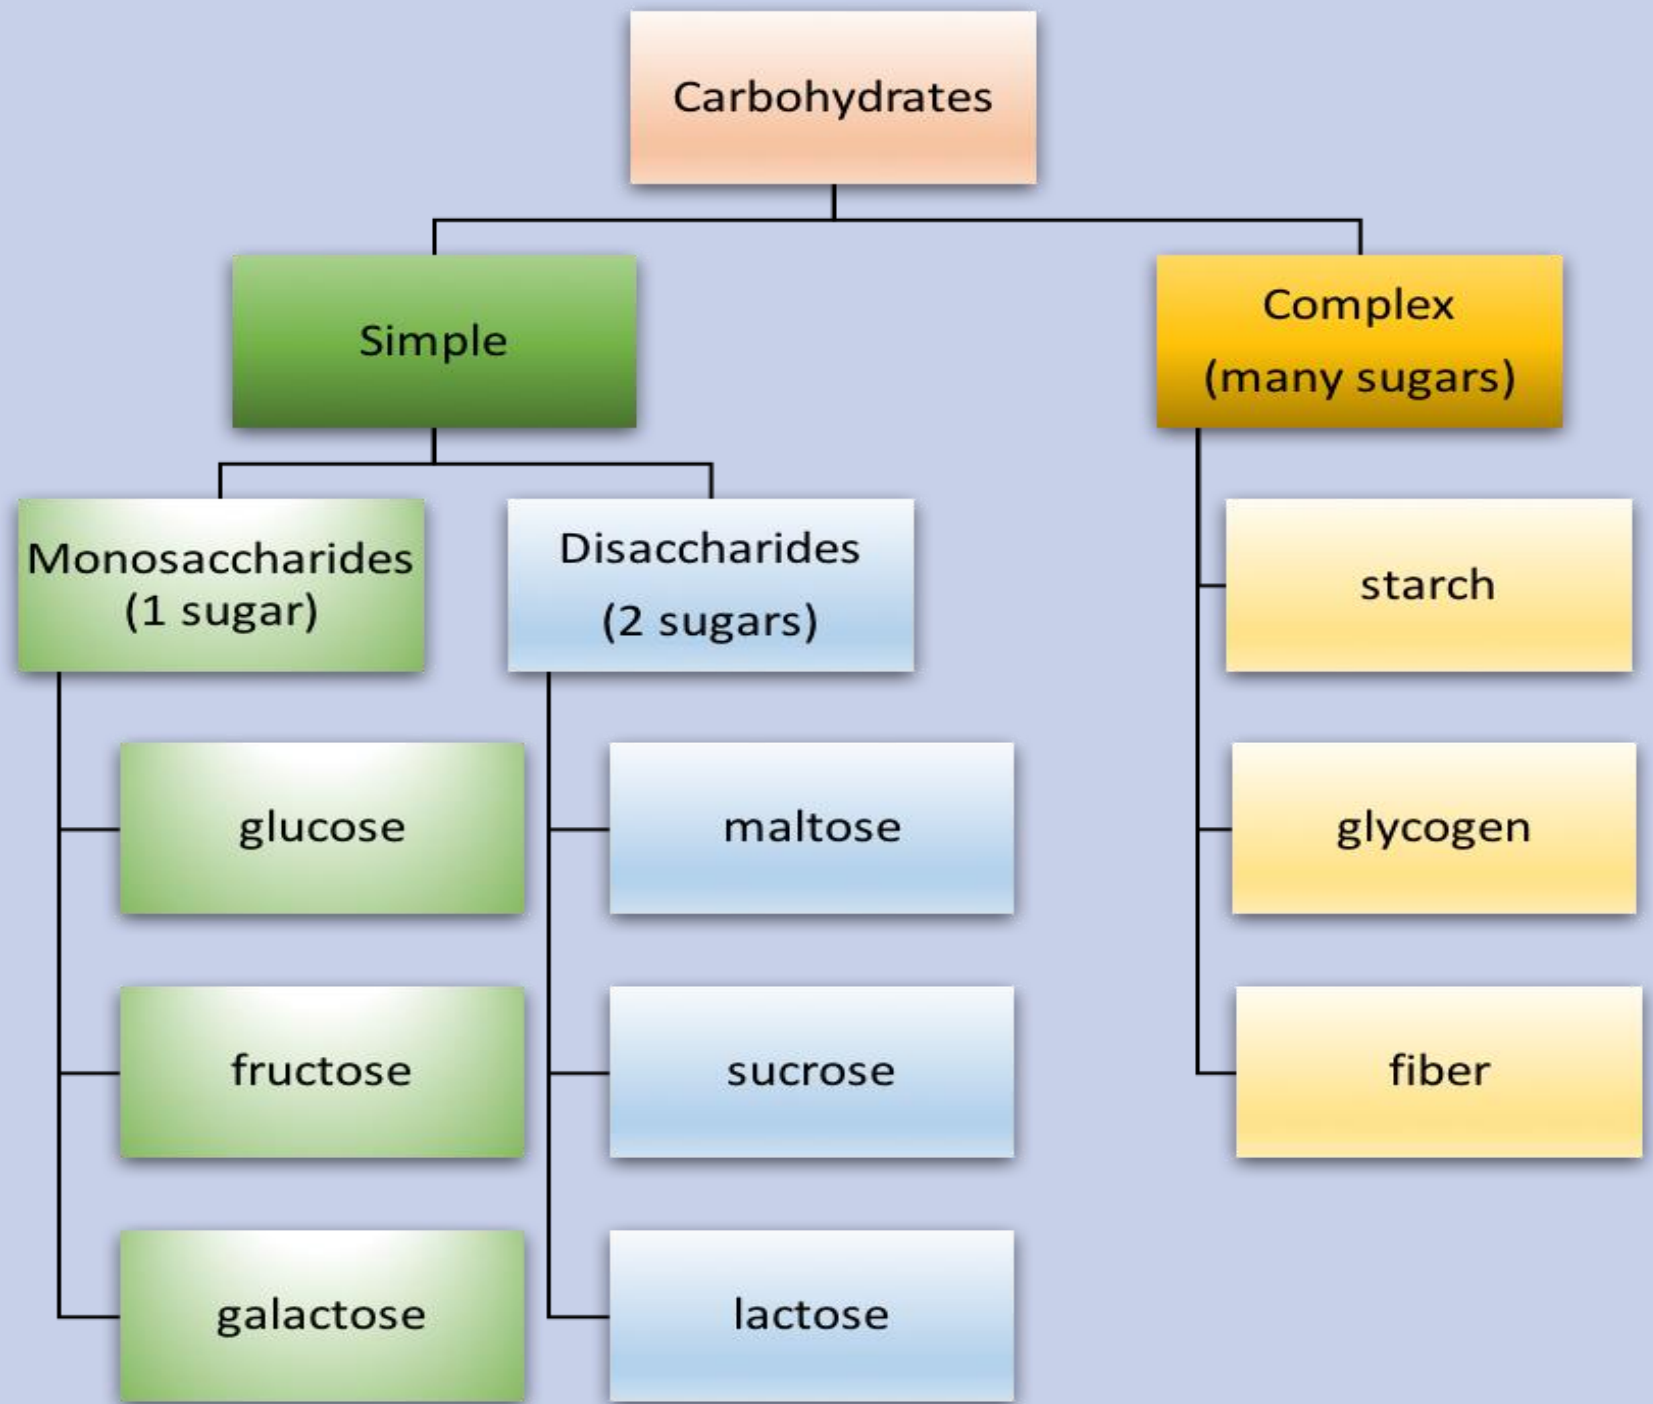 Carbohydrates
Simple
Complex
(many sugars)
Monosaccharides
(1 sugar)
Disaccharides
(2 sugars)
starch
glucose
maltose
glycogen
fructose
sucrose
fiber
galactose
lactose